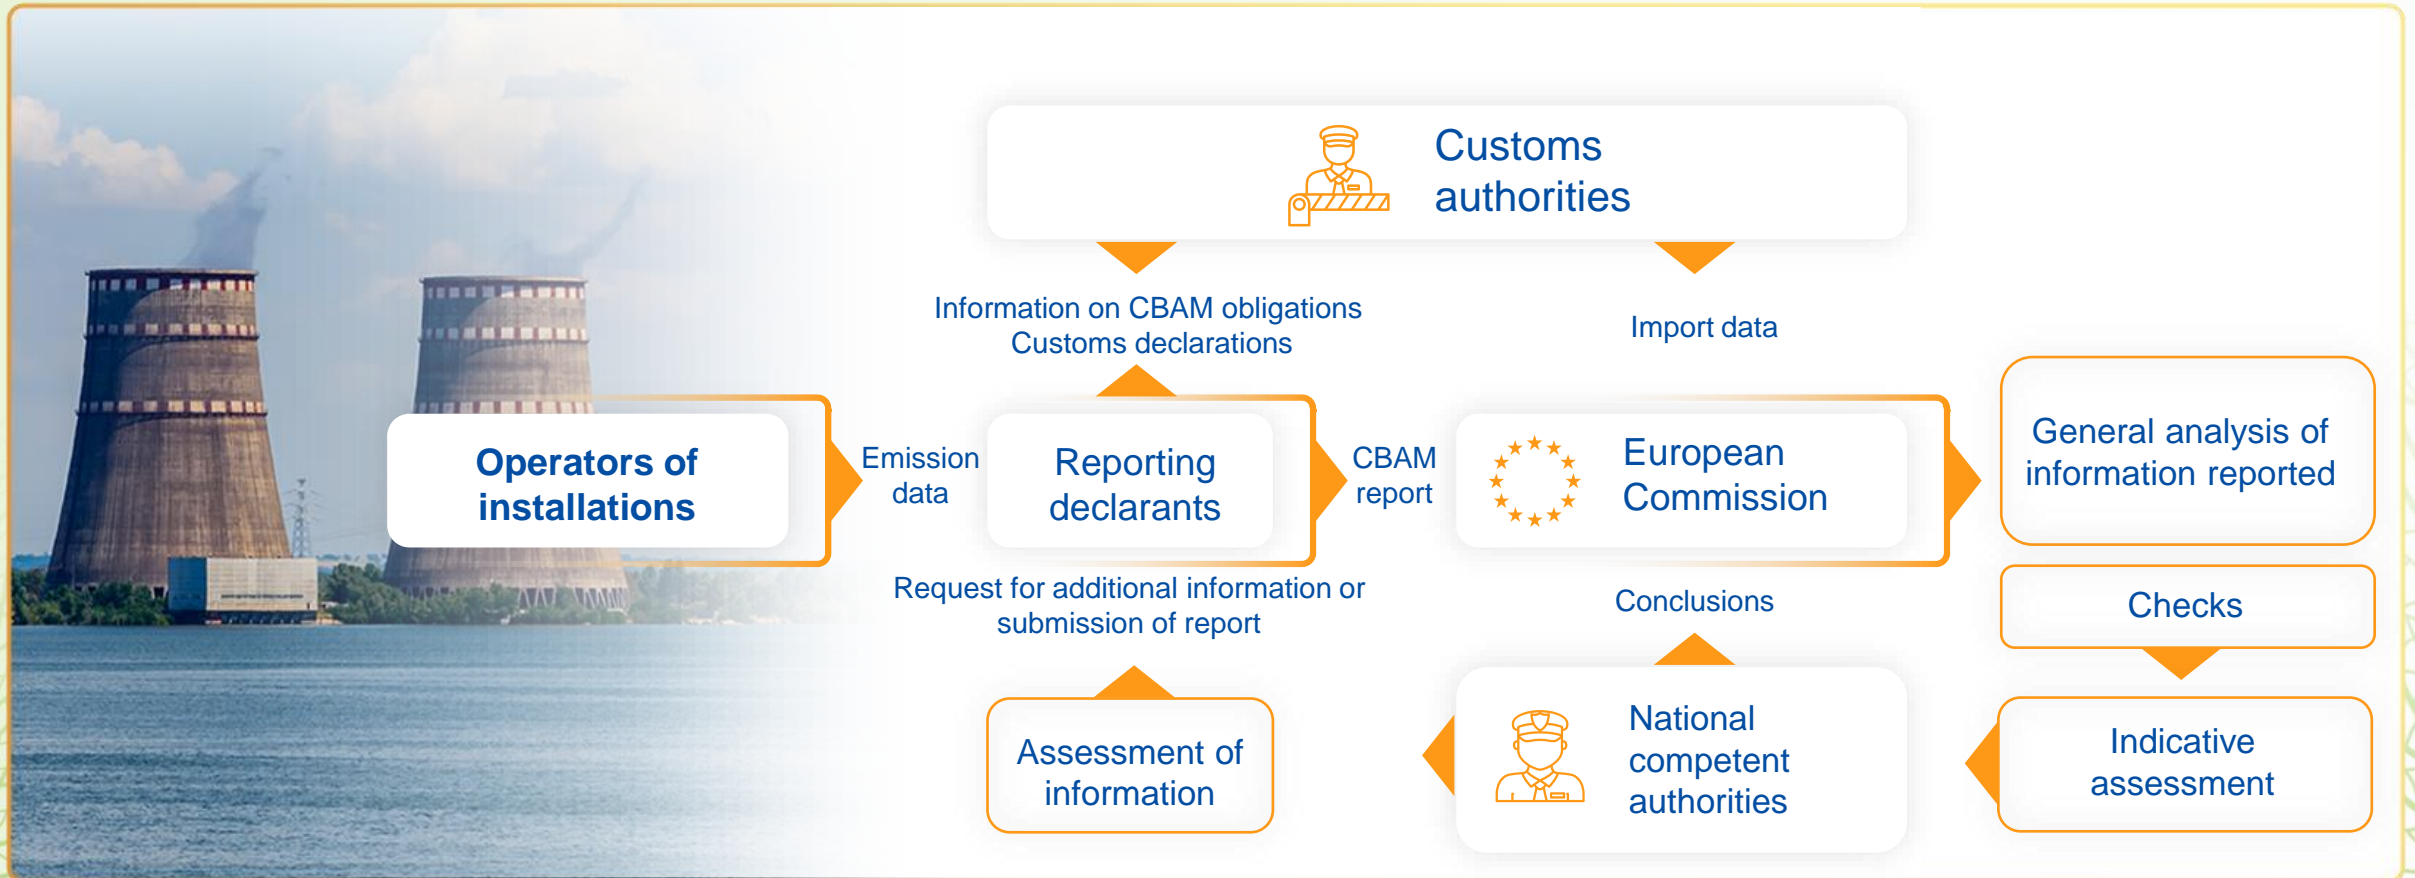 Customs
authorities
Information on CBAM obligations
Customs declarations
Import data
Operators of
installations
Emission
data
Reporting
declarants
CBAM
report
European
Commission
General analysis of
information reported
Checks
Request for additional information or
submission of report
Conclusions
Assessment of
information
National
competent
authorities
Indicative
assessment